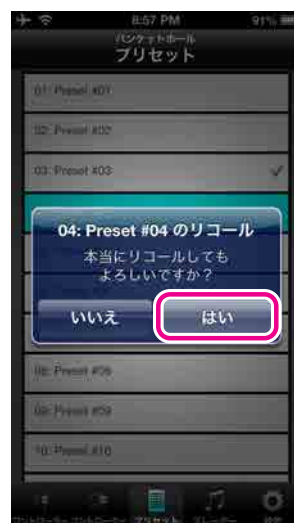 8:57 PM 91%
バンケットホール
プリセット
01: Preset #01
02: Preset #02
03: Preset #03
04: Preset #04 のリコール
本当にリコールしても
よろしいですか？
いいえ はい
09: Preset #09
10: Preset #10
プリセット